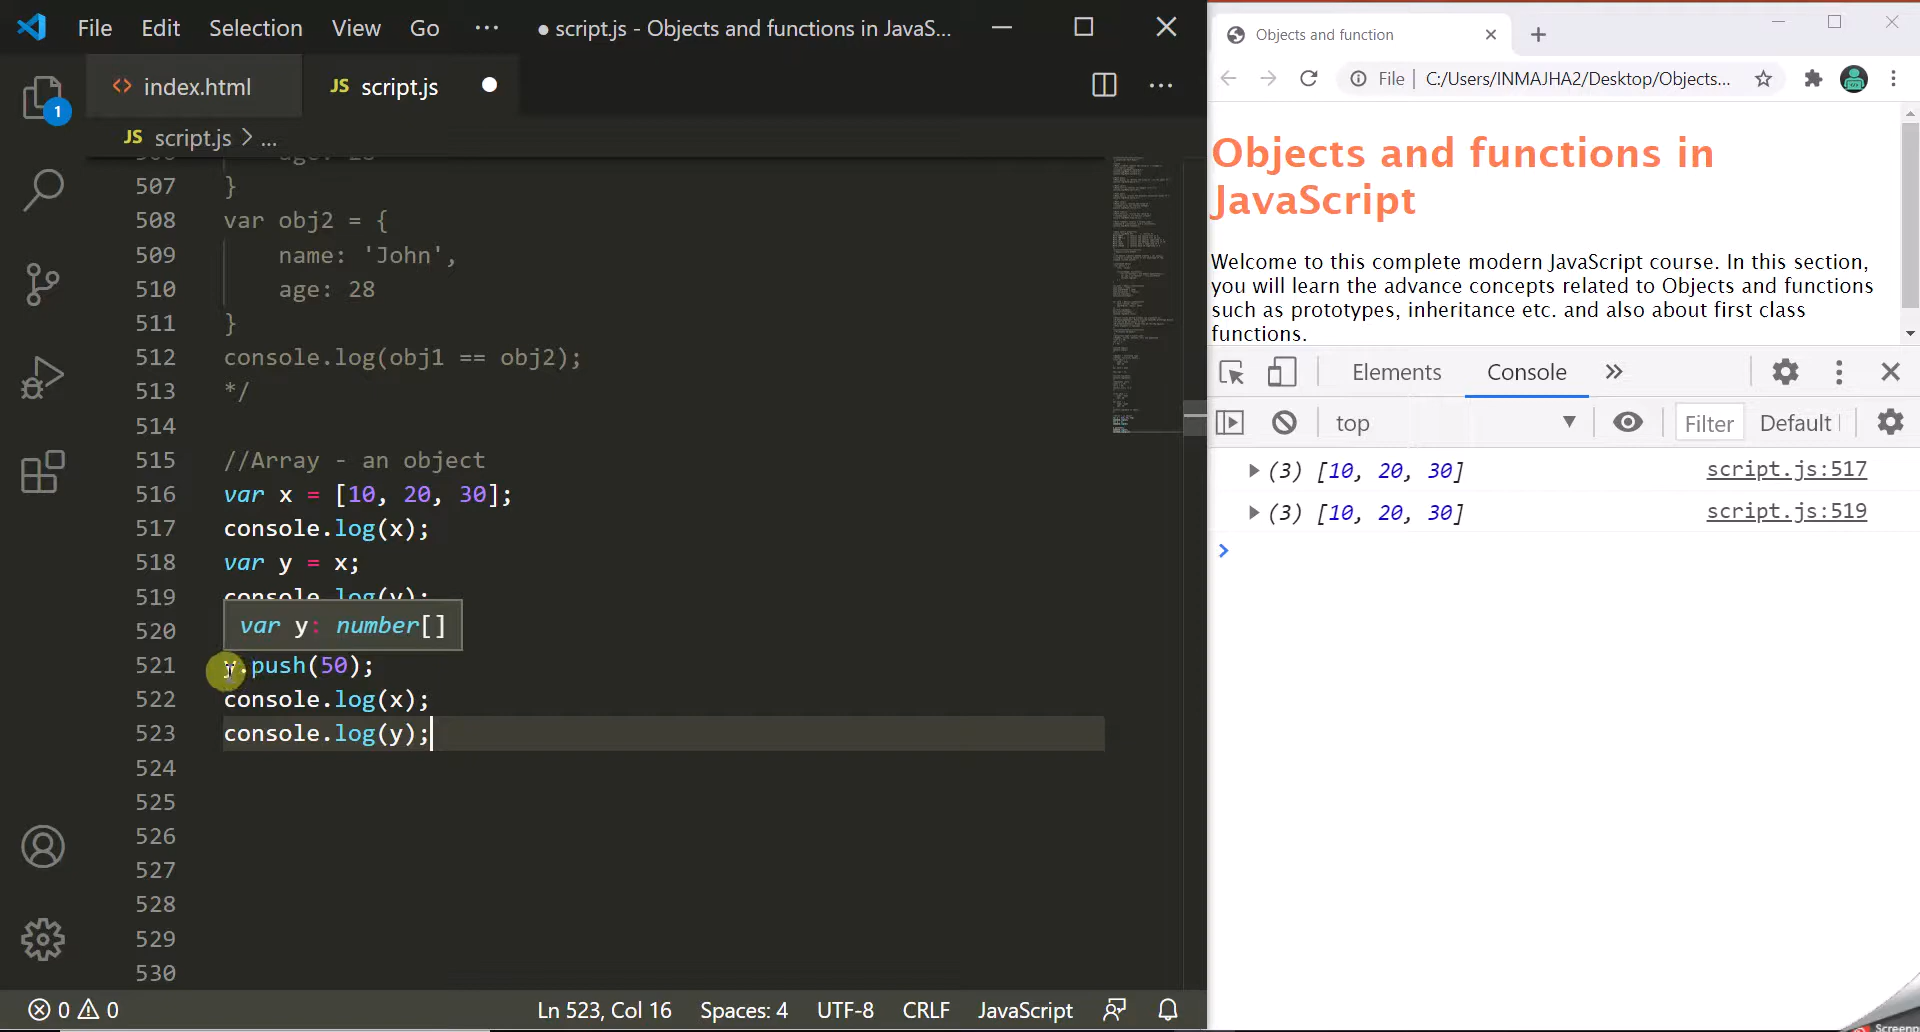 File Edit Selection View Go ··· ● script.js - Objects and functions in JavaS...
index.html JS script.js
JS script.js > ...
507 }
508 var obj2 = {
509 name: 'John',
510 age: 28
511 }
512 console.log(obj1 == obj2);
513 */
514
515 //Array - an object
516 var x = [10, 20, 30];
517 console.log(x);
518 var y = x;
519 console.log(y);
520 var y: number[]
521 y.push(50);
522 console.log(x);
523 console.log(y);
524
525
526
527
528
529
530
1
0 0 Ln 523, Col 16 Spaces: 4 UTF-8 CRLF JavaScript
Objects and function
File | C:/Users/INMAJHA2/Desktop/Objects...
Objects and functions in
JavaScript
Welcome to this complete modern JavaScript course. In this section,
you will learn the advance concepts related to Objects and functions
such as prototypes, inheritance etc. and also about first class
functions.
Elements Console »
top Filter Default
(3) [10, 20, 30] script.js:517
(3) [10, 20, 30] script.js:519
>